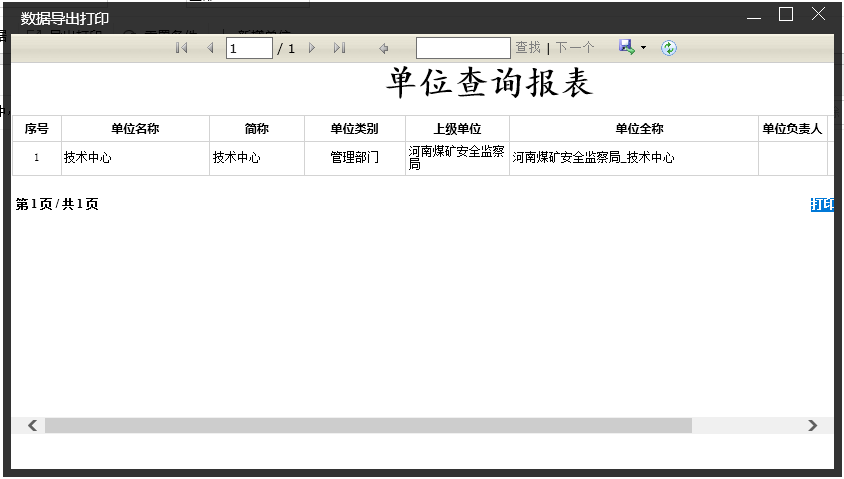 数据导出打印
1 / 1 查找 | 下一个
单位查询报表
序号 单位名称 简称 单位类别 上级单位 单位全称 单位负责人
1 技术中心 技术中心 管理部门 河南煤矿安全监察 河南煤矿安全监察局_技术中心
局
第1页/共1页 打印